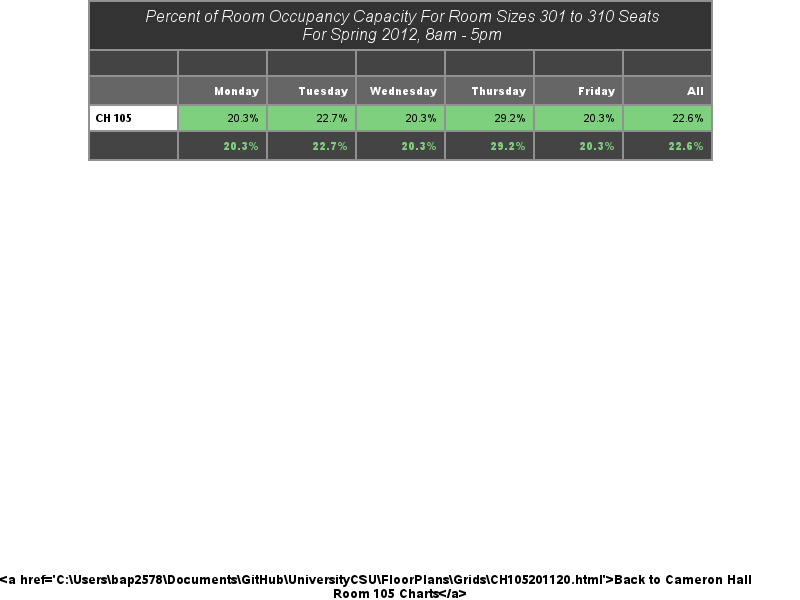 Percent of Room Occupancy Capacity For Room Sizes 301 to 310 Seats
For Spring 2012, 8am - 5pm
Monday Tuesday Wednesday Thursday Friday All
CH 105 20.3% 22.7% 20.3% 29.2% 20.3% 22.6%
20.3% 22.7% 20.3% 29.2% 20.3% 22.6%
<a href='C:\Users\bap2578\Documents\GitHub\UniversityCSU\FloorPlans\Grids\CH105201120.html'>Back to Cameron Hall
Room 105 Charts</a>